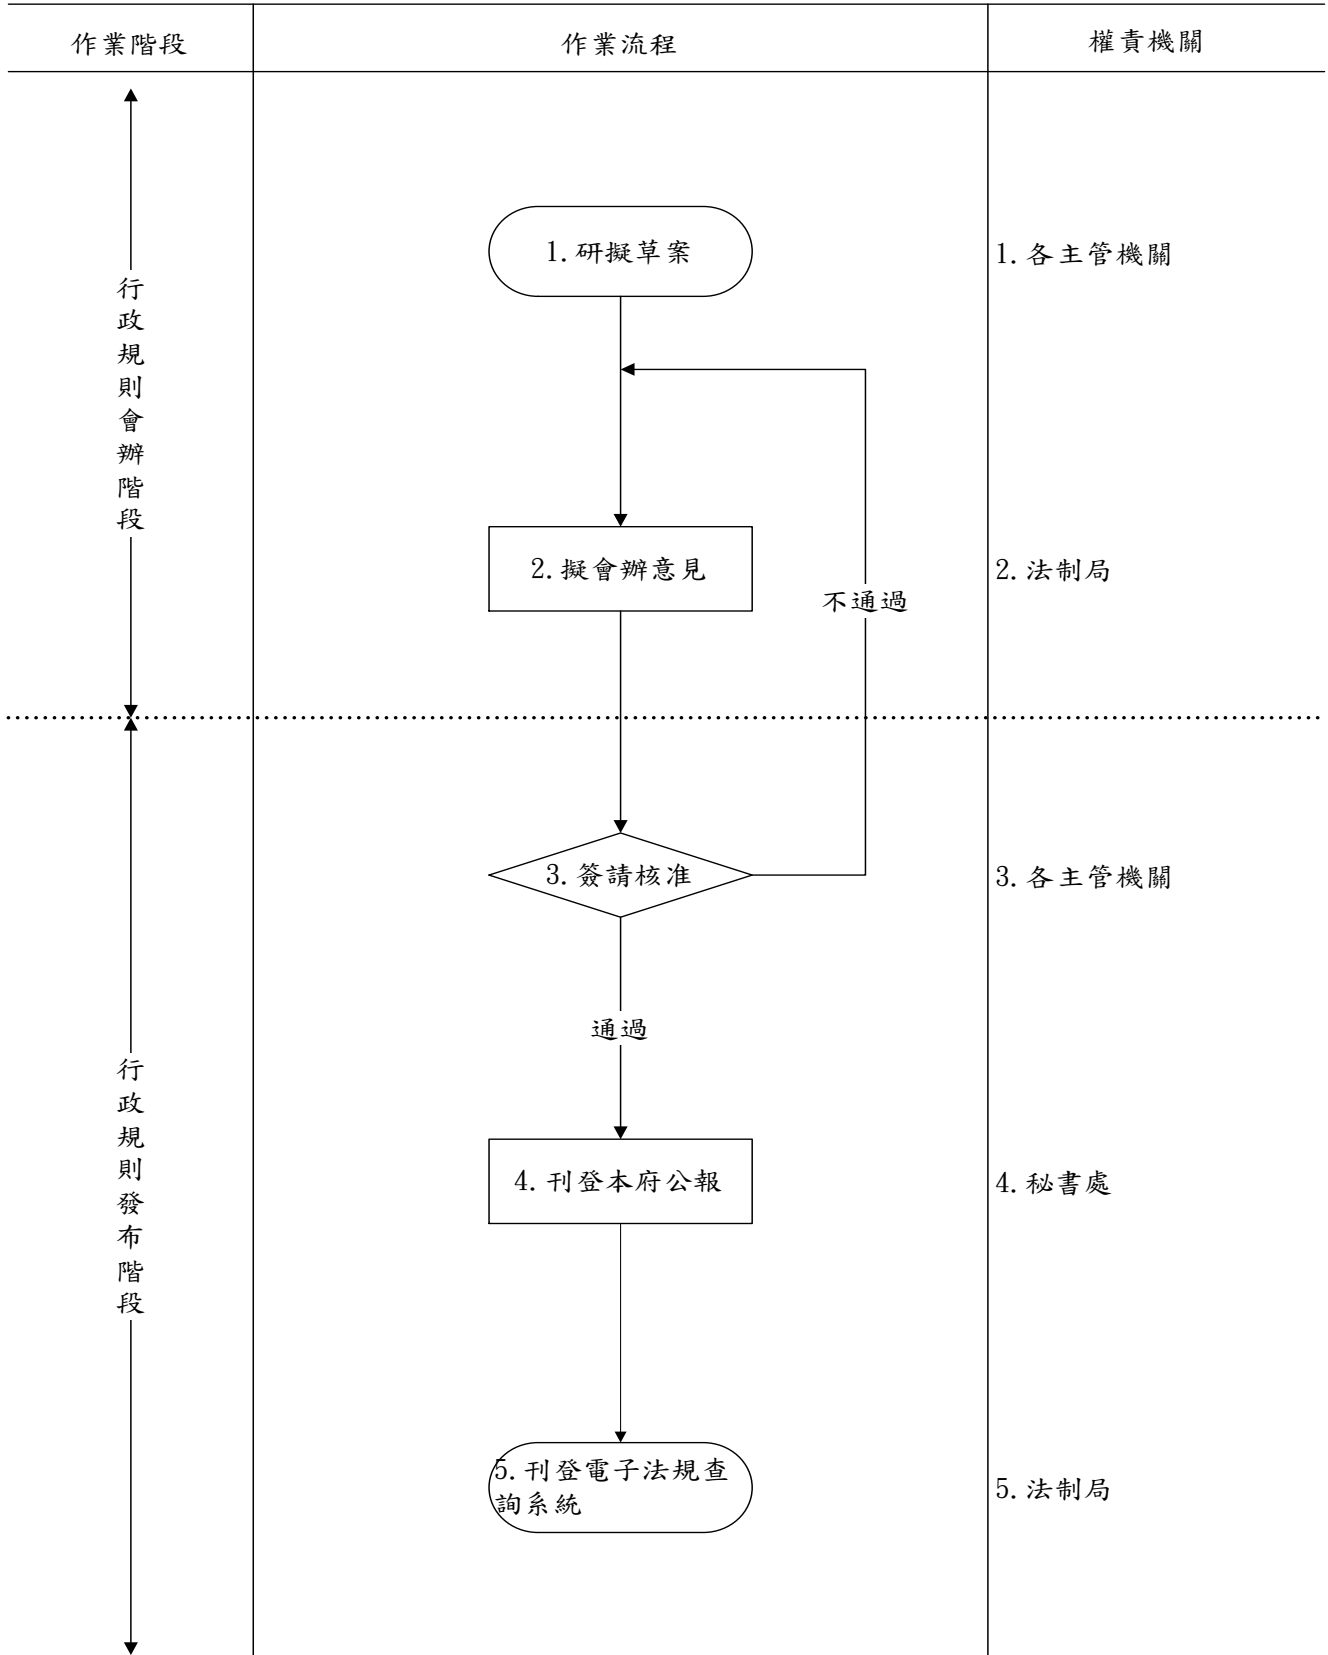 作業階段
作業流程
權責機關
行政規則會辦階段
1.研擬草案
1.各主管機關
2.擬會辦意見
不通過
2.法制局
行政規則發布階段
3.簽請核准
3.各主管機關
通過
4.刊登本府公報
4.秘書處
5.刊登電子法規查
詢系統
5.法制局